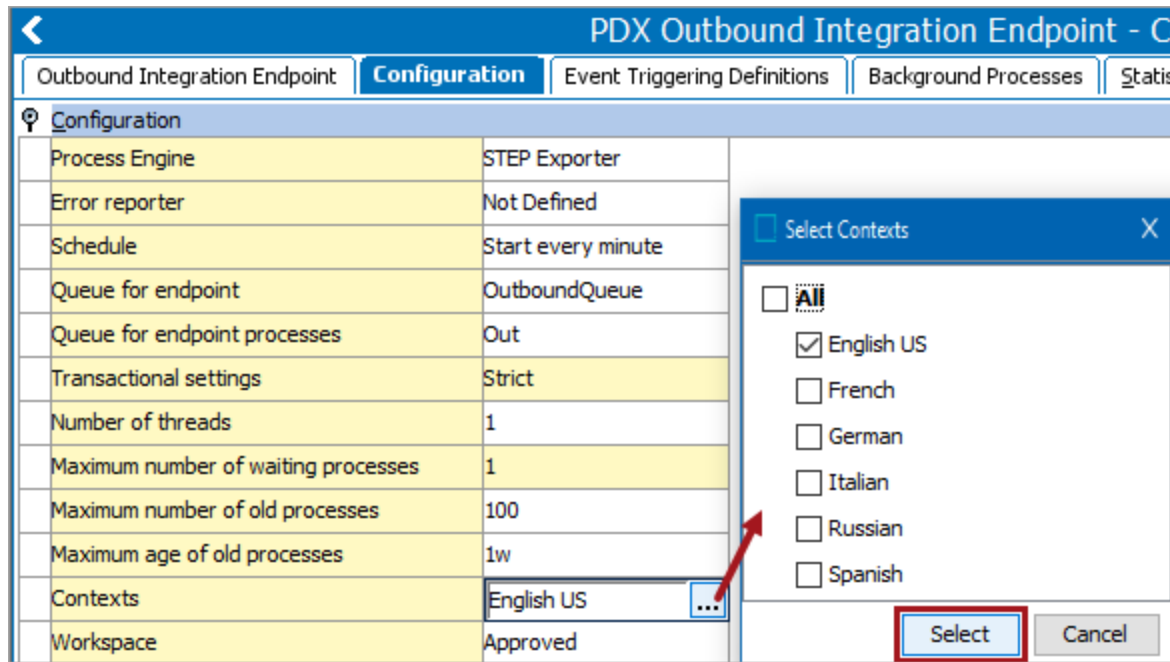 PDX Outbound Integration Endpoint - C
Outbound Integration Endpoint Configuration Event Triggering Definitions Background Processes Statis
Configuration
Process Engine STEP Exporter
Error reporter Not Defined
Schedule Start every minute
Queue for endpoint OutboundQueue
Queue for endpoint processes Out
Transactional settings Strict
Number of threads 1
Maximum number of waiting processes 1
Maximum number of old processes 100
Maximum age of old processes 1w
Contexts English US ...
Workspace Approved
Select Contexts X
All
English US
French
German
Italian
Russian
Spanish
Select Cancel